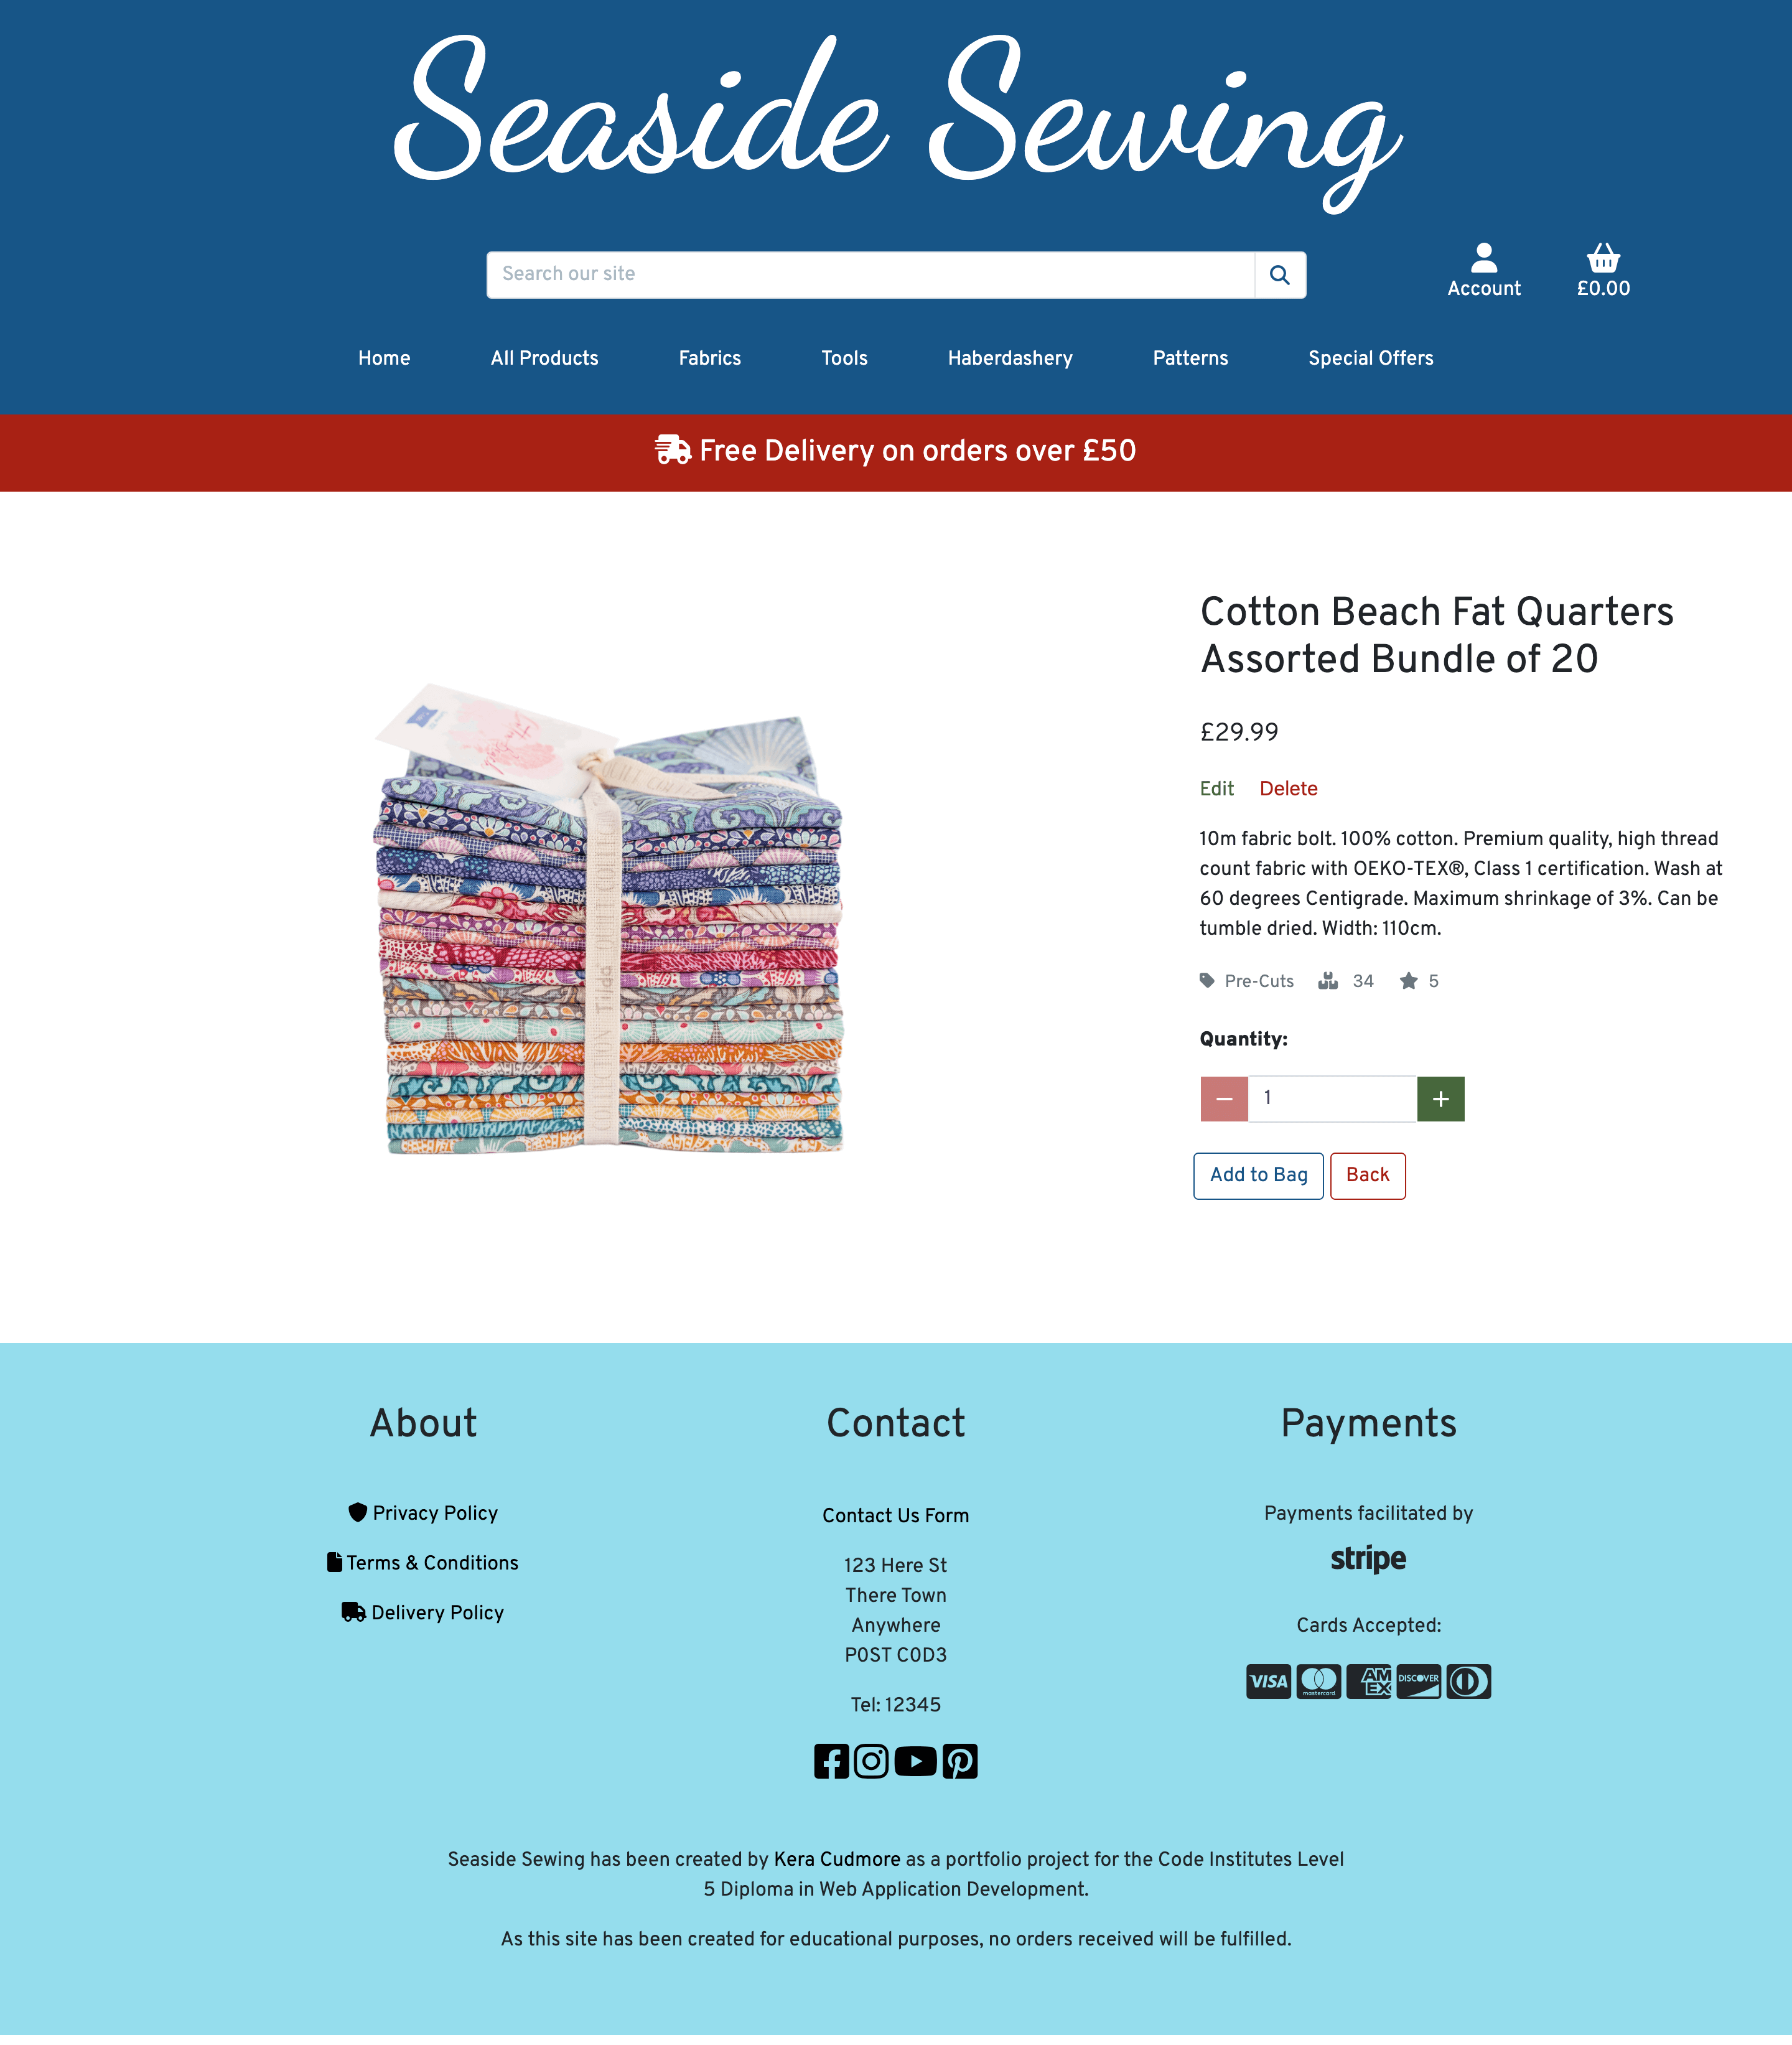 Seaside Sewing
Search our site
Account
£0.00
Home All Products Fabrics Tools Haberdashery Patterns Special Offers
Free Delivery on orders over £50
Cotton Beach Fat Quarters
Assorted Bundle of 20
£29.99
Edit Delete
10m fabric bolt. 100% cotton. Premium quality, high thread
count fabric with OEKO-TEX®, Class 1 certification. Wash at
60 degrees Centigrade. Maximum shrinkage of 3%. Can be
tumble dried. Width: 110cm.
Pre-Cuts 34 5
Quantity:
1
Add to Bag Back
Tilda
COLLECTION
About
Privacy Policy
Terms & Conditions
Delivery Policy
Contact
Contact Us Form
123 Here St
There Town
Anywhere
P0ST C0D3
Tel: 12345
Payments
Payments facilitated by
stripe
Cards Accepted:
VISA mastercard AMEX DISCOVER
Seaside Sewing has been created by Kera Cudmore as a portfolio project for the Code Institutes Level
5 Diploma in Web Application Development.
As this site has been created for educational purposes, no orders received will be fulfilled.